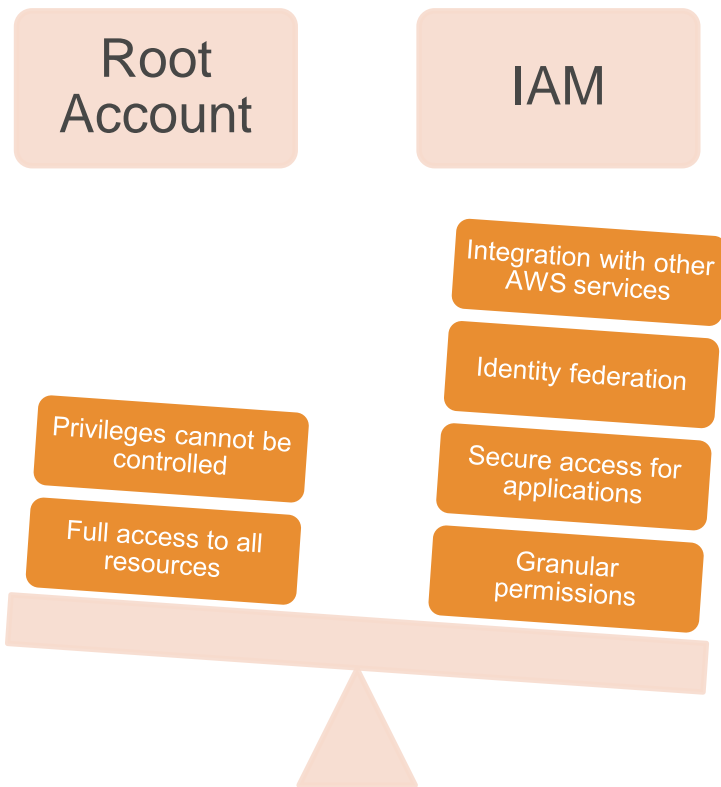 Root
Account
IAM
Integration with other
AWS services
Identity federation
Privileges cannot be
controlled
Secure access for
applications
Full access to all
resources
Granular
permissions